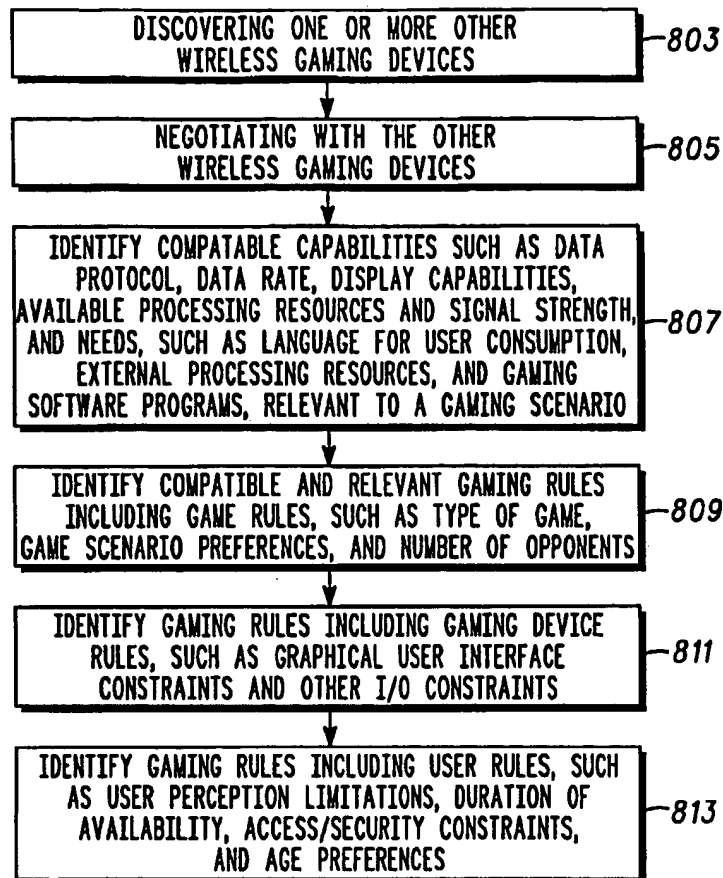 DISCOVERING ONE OR MORE OTHER
WIRELESS GAMING DEVICES
803
NEGOTIATING WITH THE OTHER
WIRELESS GAMING DEVICES
805
IDENTIFY COMPATABLE CAPABILITIES SUCH AS DATA
PROTOCOL, DATA RATE, DISPLAY CAPABILITIES,
AVAILABLE PROCESSING RESOURCES AND SIGNAL STRENGTH,
AND NEEDS, SUCH AS LANGUAGE FOR USER CONSUMPTION,
EXTERNAL PROCESSING RESOURCES, AND GAMING
SOFTWARE PROGRAMS, RELEVANT TO A GAMING SCENARIO
807
IDENTIFY COMPATIBLE AND RELEVANT GAMING RULES
INCLUDING GAME RULES, SUCH AS TYPE OF GAME,
GAME SCENARIO PREFERENCES, AND NUMBER OF OPPONENTS
809
IDENTIFY GAMING RULES INCLUDING GAMING DEVICE
RULES, SUCH AS GRAPHICAL USER INTERFACE
CONSTRAINTS AND OTHER I/O CONSTRAINTS
811
IDENTIFY GAMING RULES INCLUDING USER RULES, SUCH
AS USER PERCEPTION LIMITATIONS, DURATION OF
AVAILABILITY, ACCESS/SECURITY CONSTRAINTS,
AND AGE PREFERENCES
813